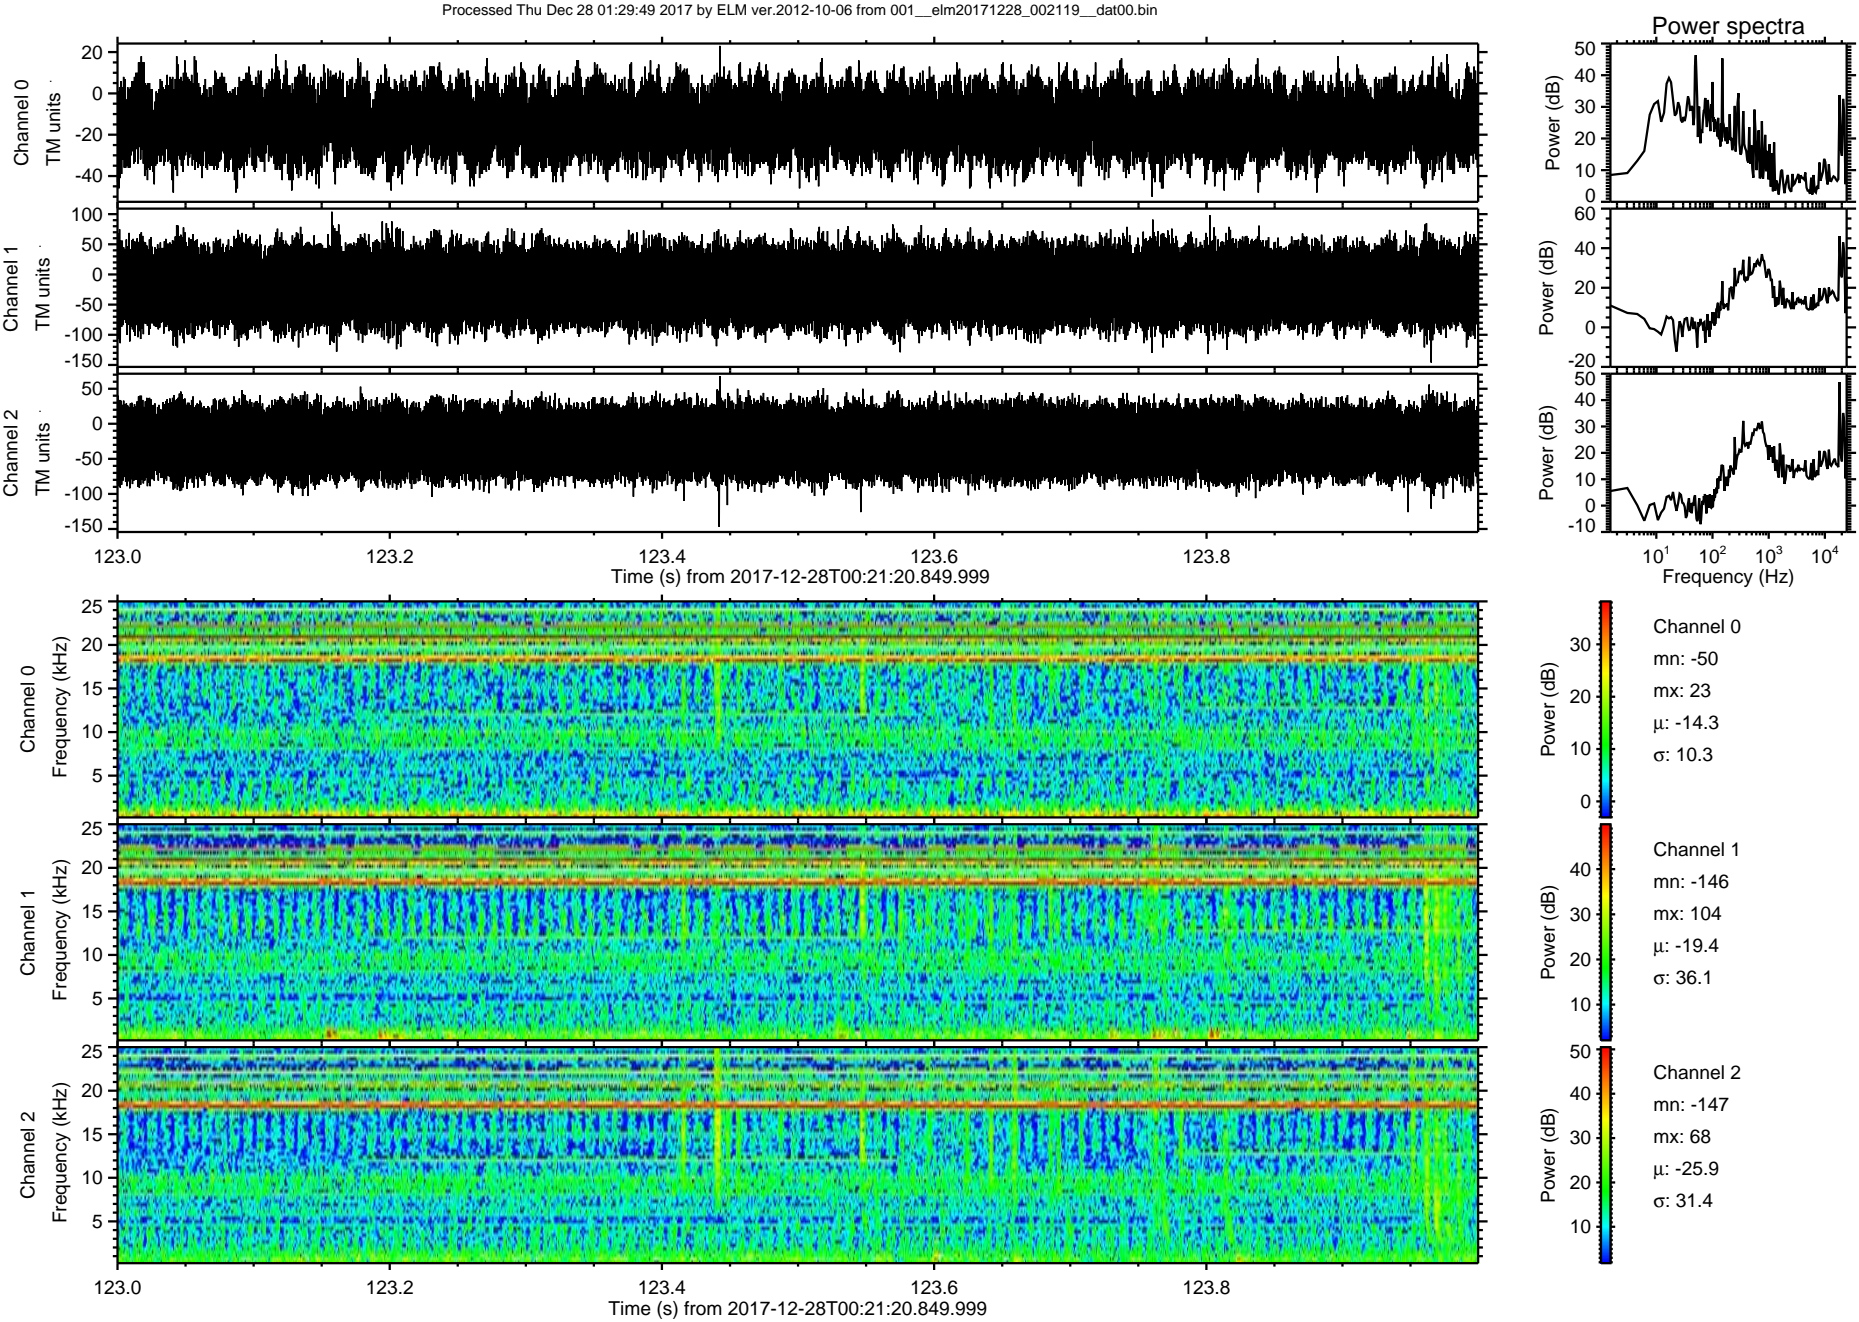 Processed Thu Dec 28 01:29:49 2017 by ELM ver.2012-10-06 from 001__elm20171228_002119__dat00.bin
Power spectra
Channel 0
TM units
20
0
-20
-40
Power (dB)
50
40
30
20
10
0
Channel 1
TM units
100
50
0
-50
-100
-150
Power (dB)
60
40
20
0
-20
Channel 2
TM units
50
0
-50
-100
-150
Power (dB)
50
40
30
20
10
0
-10
123.0 123.2 123.4 123.6 123.8
Time (s) from 2017-12-28T00:21:20.849.999
10^1 10^2 10^3 10^4
Frequency (Hz)
Channel 0
Frequency (kHz)
25
20
15
10
5
Power (dB)
30
20
10
0
Channel 0
mn: -50
mx: 23
μ: -14.3
σ: 10.3
Channel 1
Frequency (kHz)
25
20
15
10
5
Power (dB)
40
30
20
10
Channel 1
mn: -146
mx: 104
μ: -19.4
σ: 36.1
Channel 2
Frequency (kHz)
25
20
15
10
5
Power (dB)
50
40
30
20
10
Channel 2
mn: -147
mx: 68
μ: -25.9
σ: 31.4
123.0 123.2 123.4 123.6 123.8
Time (s) from 2017-12-28T00:21:20.849.999